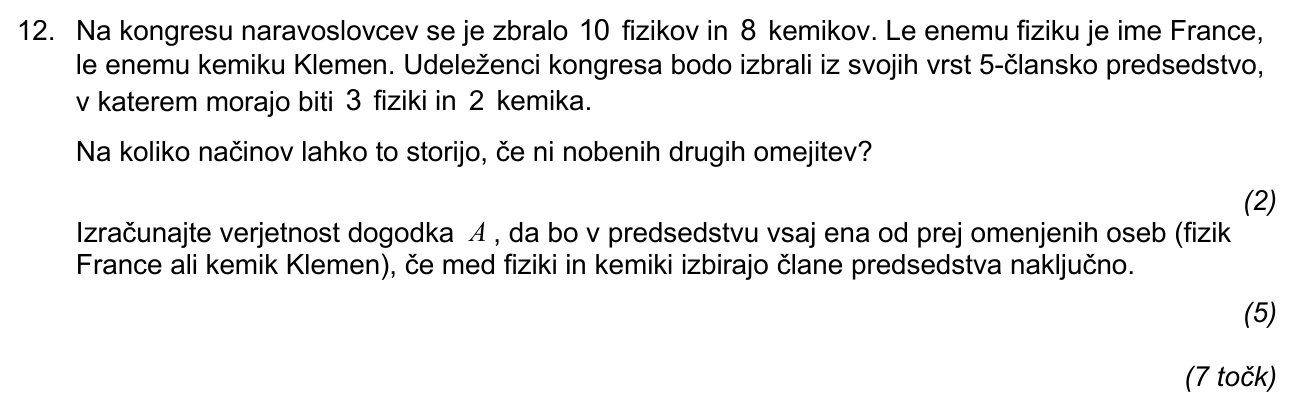 12. Na kongresu naravoslovcev se je zbralo 10 fizikov in 8 kemikov. Le enemu fiziku je ime France,
le enemu kemiku Klemen. Udeleženci kongresa bodo izbrali iz svojih vrst 5-člansko predsedstvo,
v katerem morajo biti 3 fiziki in 2 kemika.
Na koliko načinov lahko to storijo, če ni nobenih drugih omejitev?
(2)
Izračunajte verjetnost dogodka A, da bo v predsedstvu vsaj ena od prej omenjenih oseb (fizik
France ali kemik Klemen), če med fiziki in kemiki izbirajo člane predsedstva naključno.
(5)
(7 točk)